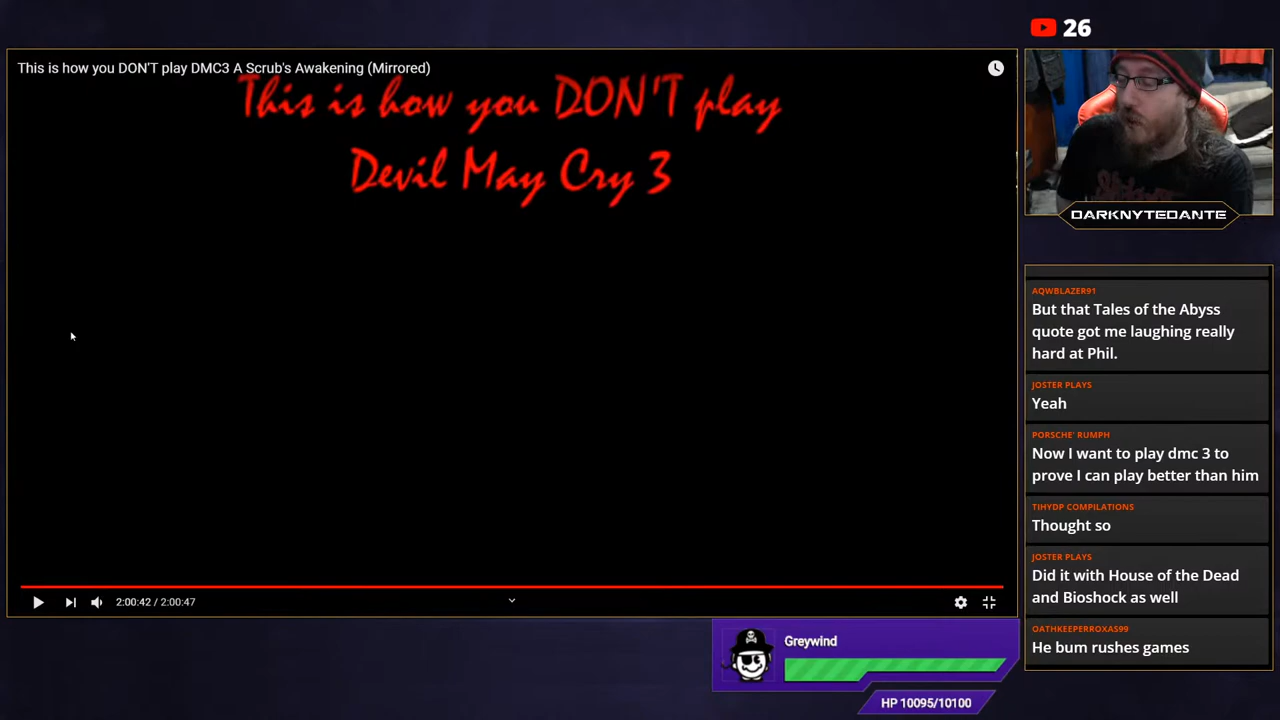 26
This is how you DON'T play DMC3 A Scrub's Awakening (Mirrored)
This is how you DON'T play
Devil May Cry 3
DARKNYTEDANTE
AQWBLAZER91
But that Tales of the Abyss
quote got me laughing really
hard at Phil.
JOSTER PLAYS
Yeah
PORSCHE' RUMPH
Now I want to play dmc 3 to
prove I can play better than him
TIHYDP COMPILATIONS
Thought so
JOSTER PLAYS
Did it with House of the Dead
and Bioshock as well
OATHKEEPERROXAS99
He bum rushes games
2:00:42 / 2:00:47
Greywind
HP 10095/10100